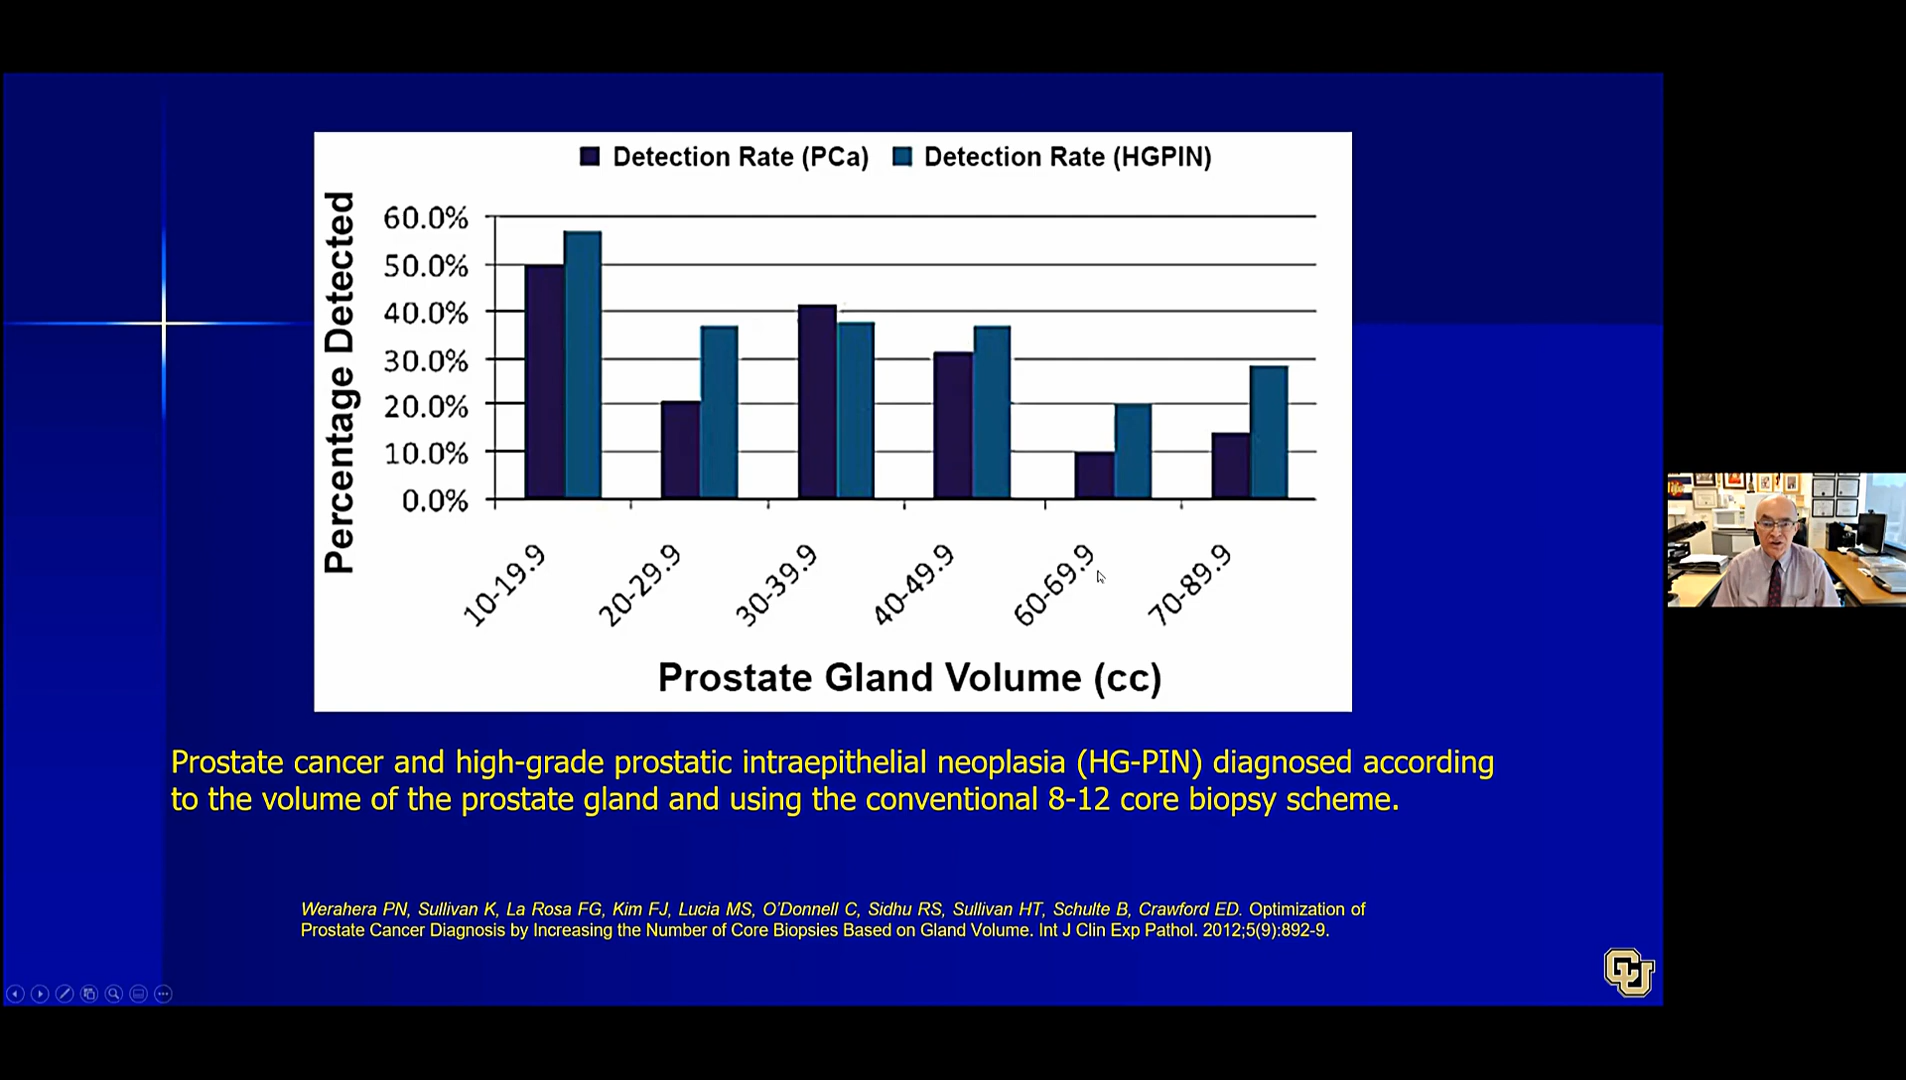 Detection Rate (PCa) Detection Rate (HGPIN)
Percentage Detected
60.0%
50.0%
40.0%
30.0%
20.0%
10.0%
0.0%
10-19.9
20-29.9
30-39.9
40-49.9
60-69.9
70-89.9
Prostate Gland Volume (cc)
Prostate cancer and high-grade prostatic intraepithelial neoplasia (HG-PIN) diagnosed according
to the volume of the prostate gland and using the conventional 8-12 core biopsy scheme.
Werahera PN, Sullivan K, La Rosa FG, Kim FJ, Lucia MS, O'Donnell C, Sidhu RS, Sullivan HT, Schulte B, Crawford ED. Optimization of
Prostate Cancer Diagnosis by Increasing the Number of Core Biopsies Based on Gland Volume. Int J Clin Exp Pathol. 2012;5(9):892-9.
CU